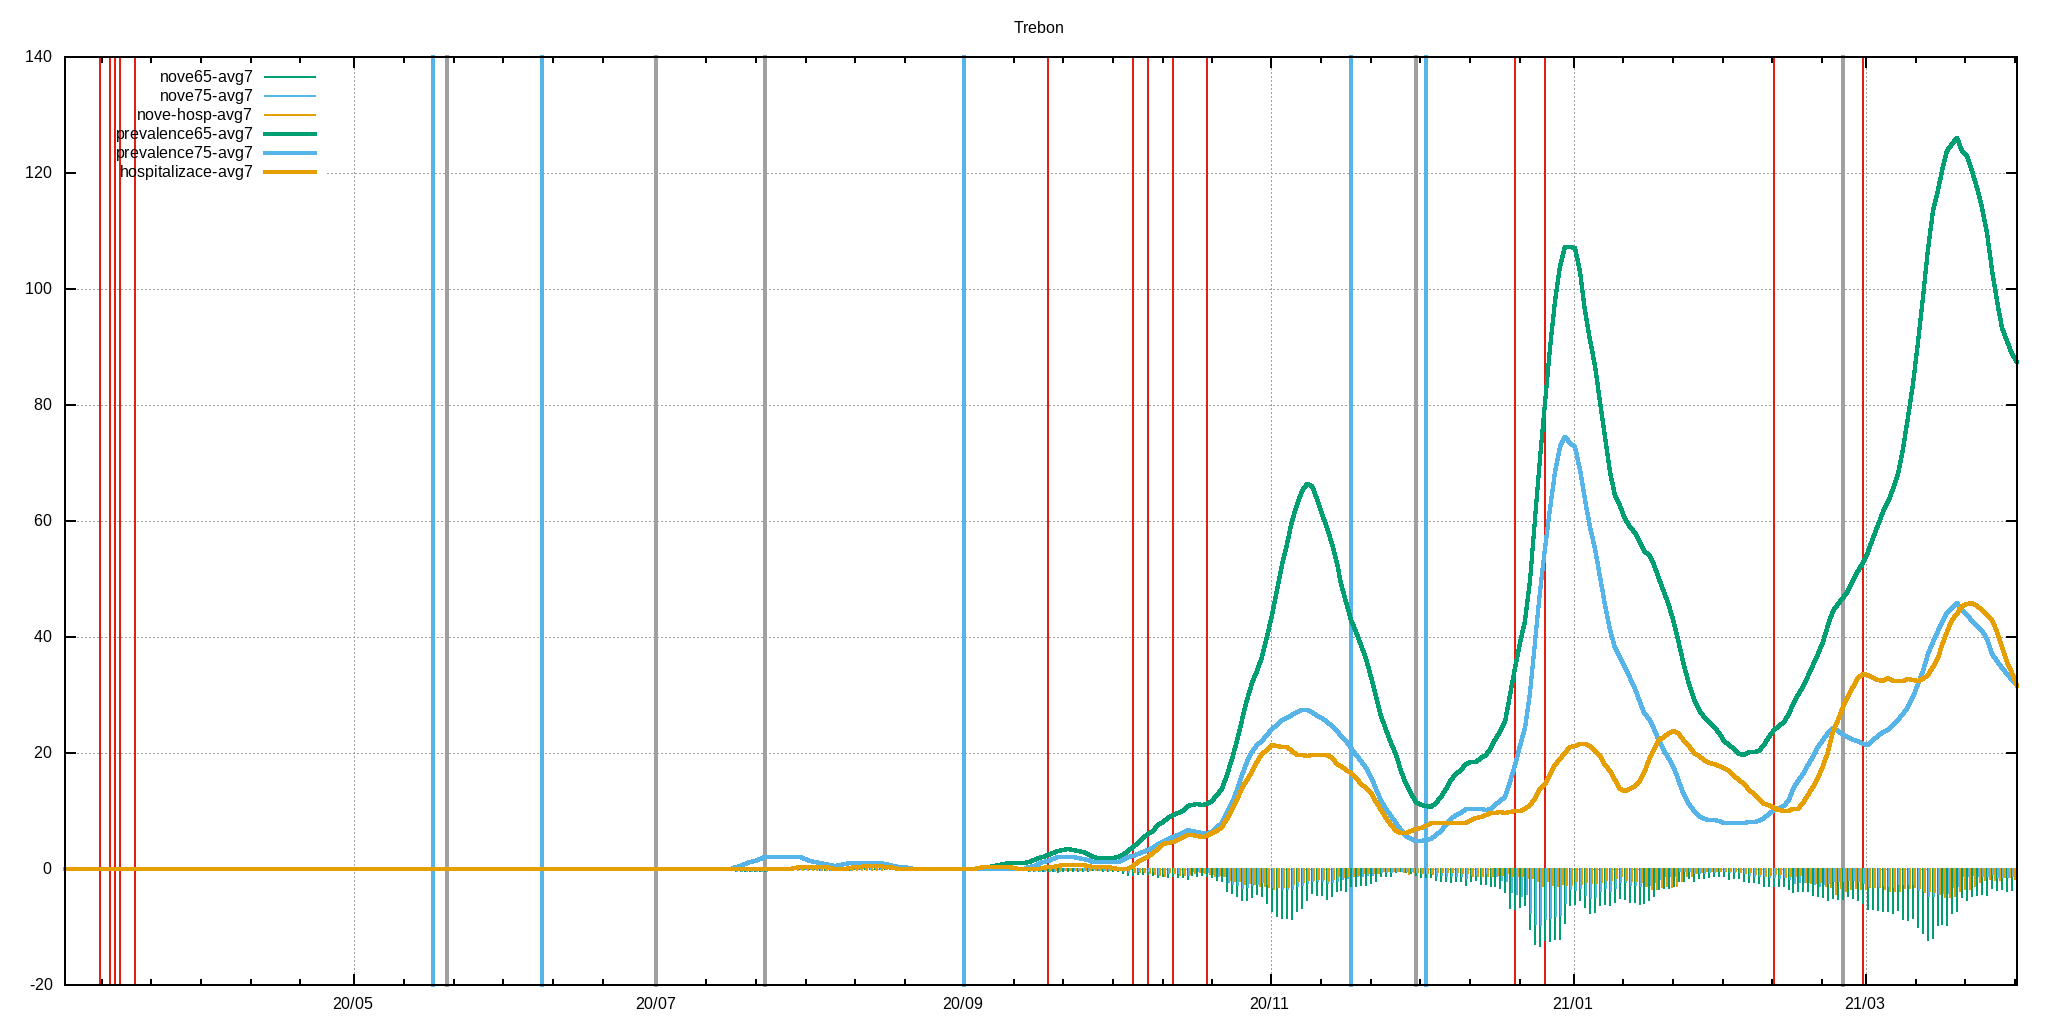 Trebon
140
120
100
80
60
40
20
0
-20
nove65-avg7
nove75-avg7
nove-hosp-avg7
prevalence65-avg7
prevalence75-avg7
hospitalizace-avg7
20/05 20/07 20/09 20/11 21/01 21/03